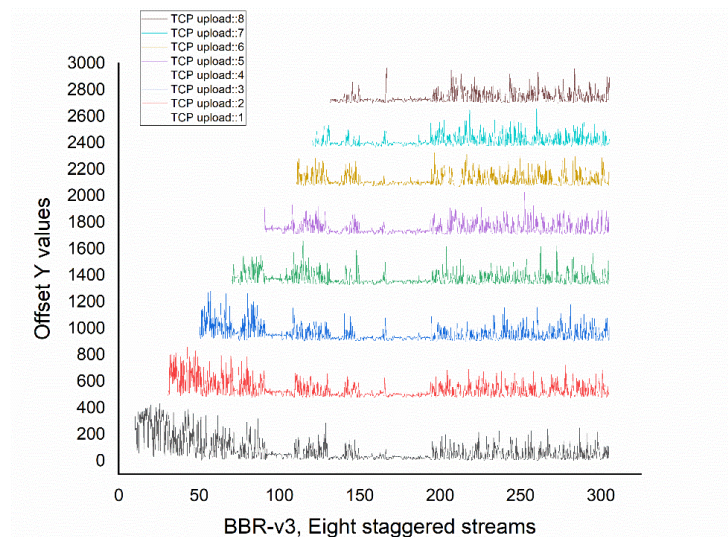 TCP upload::8
TCP upload::7
TCP upload::6
TCP upload::5
TCP upload::4
TCP upload::3
TCP upload::2
TCP upload::1
3000
2800
2600
2400
2200
2000
1800
1600
1400
1200
1000
800
600
400
200
0
Offset Y values
0 50 100 150 200 250 300
BBR-v3, Eight staggered streams